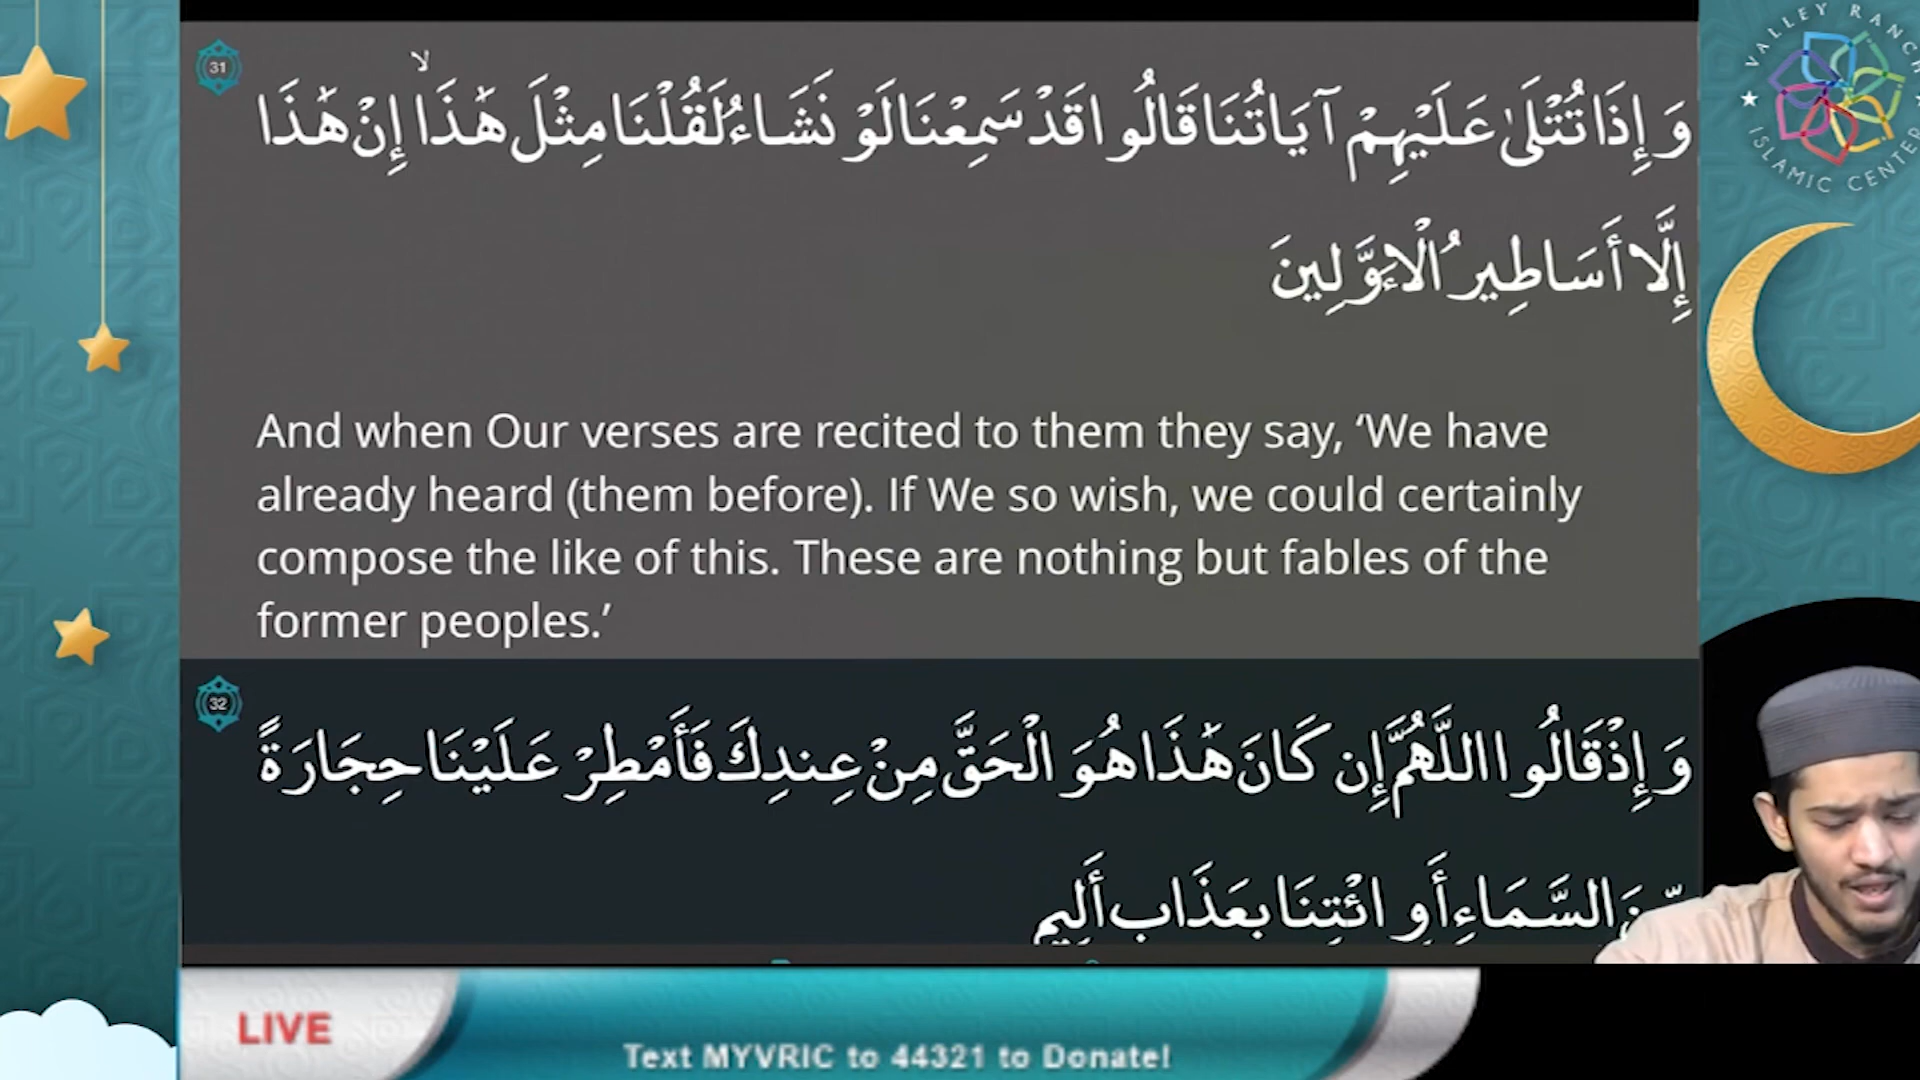 VALLEY RANCH
ISLAMIC CENTER
31
وَإِذَا تُتْلَىٰ عَلَيْهِمْ آيَاتُنَا قَالُوا قَدْ سَمِعْنَا لَوْ نَشَاءُ لَقُلْنَا مِثْلَ هَٰذَا ۙ إِنْ هَٰذَا
إِلَّا أَسَاطِيرُ الْأَوَّلِينَ
And when Our verses are recited to them they say, ‘We have
already heard (them before). If We so wish, we could certainly
compose the like of this. These are nothing but fables of the
former peoples.’
32
وَإِذْ قَالُوا اللَّهُمَّ إِن كَانَ هَٰذَا هُوَ الْحَقَّ مِنْ عِندِكَ فَأَمْطِرْ عَلَيْنَا حِجَارَةً
السَّمَاءِ أَوِ ائْتِنَا بِعَذَابٍ أَلِيمٍ
LIVE
Text MYVRIC to 44321 to Donate!